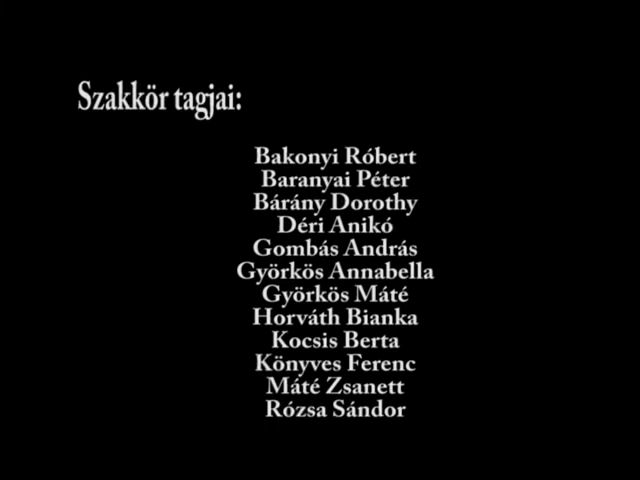 Szakkör tagjai:
Bakonyi Róbert
Baranyai Péter
Bárány Dorothy
Déri Anikó
Gombás András
Györkös Annabella
Györkös Máté
Horváth Bianka
Kocsis Berta
Könyves Ferenc
Máté Zsanett
Rózsa Sándor